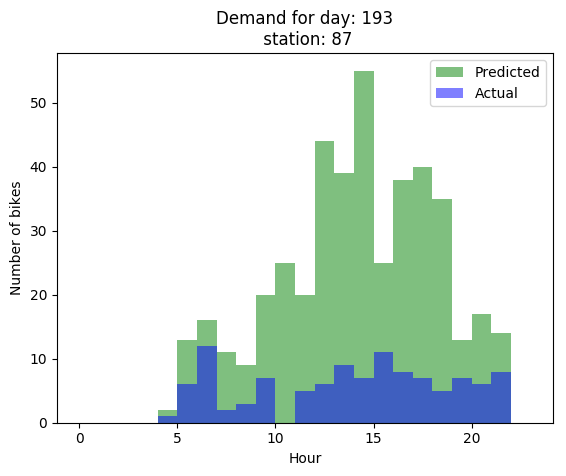 Demand for day: 193
station: 87
Predicted
Actual
Number of bikes
50
40
30
20
10
0
0
5
10
15
20
Hour